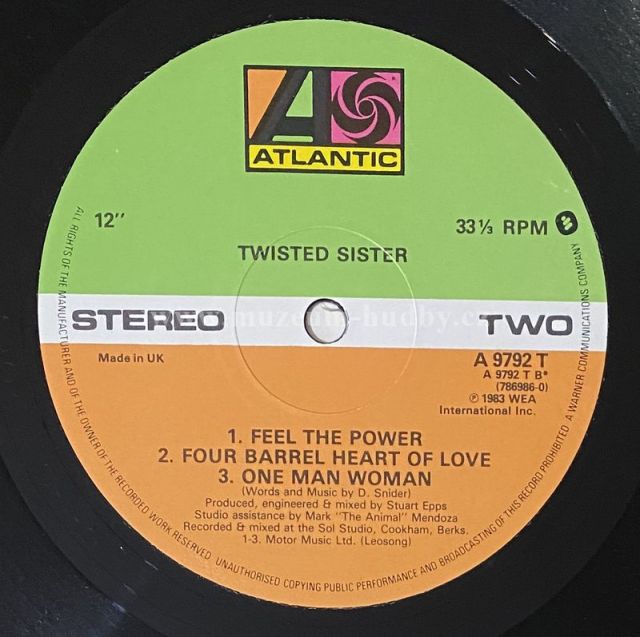 ATLANTIC
12"
33⅓ RPM
TWISTED SISTER
STEREO
TWO
Made in UK
A 9792 T
A 9792 T B*
(786986-0)
℗ 1983 WEA
International Inc.
1. FEEL THE POWER
2. FOUR BARREL HEART OF LOVE
3. ONE MAN WOMAN
(Words and Music by D. Snider)
Produced, engineered & mixed by Stuart Epps
Studio assistance by Mark "The Animal" Mendoza
Recorded & mixed at the Sol Studio, Cookham, Berks.
1-3. Motor Music Ltd. (Leosong)
ALL RIGHTS OF THE MANUFACTURER AND OF THE OWNER OF THE RECORDED WORK RESERVED. UNAUTHORISED COPYING PUBLIC PERFORMANCE AND BROADCASTING OF THIS RECORD PROHIBITED. A WARNER COMMUNICATIONS COMPANY